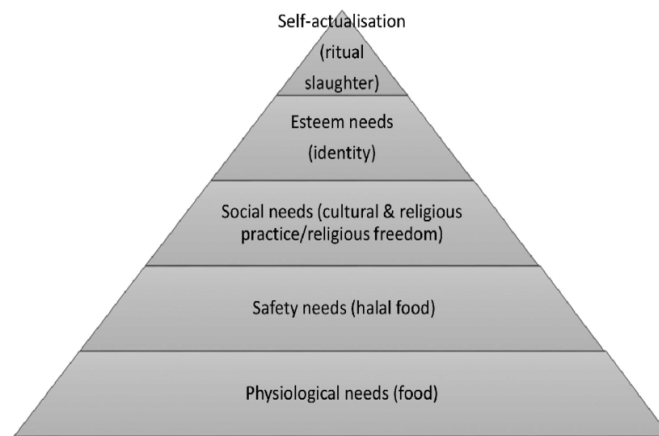 Self-actualisation
(ritual
slaughter)
Esteem needs
(identity)
Social needs (cultural & religious
practice/religious freedom)
Safety needs (halal food)
Physiological needs (food)